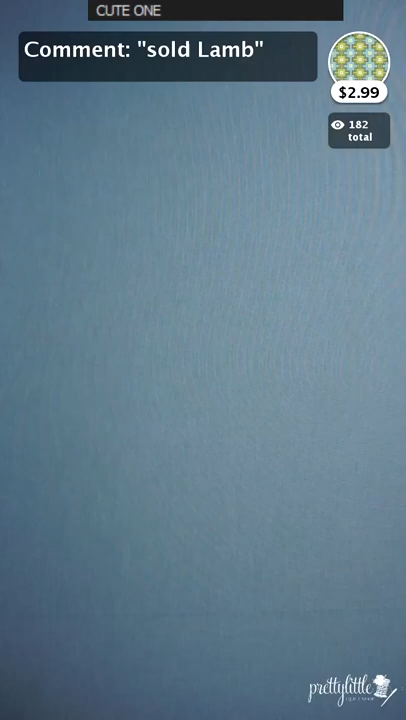 CUTE ONE
Comment: "sold Lamb"
$2.99
182
total
prettylittle